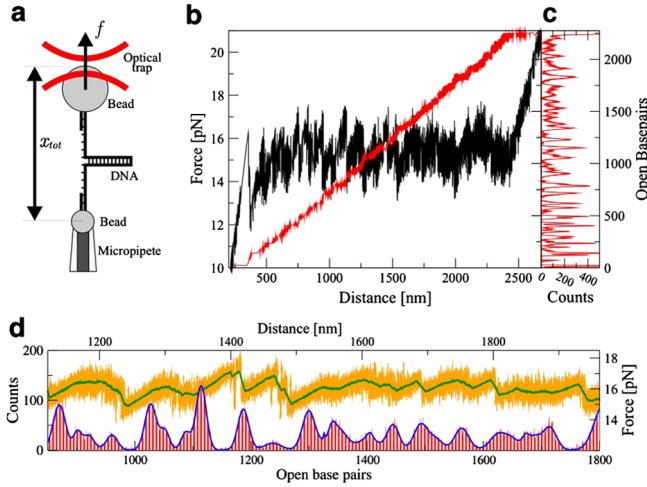 a
f
Optical
trap
Bead
x_tot
DNA
Bead
Micropipete
b
Force [pN]
20
18
16
14
12
10
500
1000
1500
2000
2500
Distance [nm]
c
2000
1500
1000
500
0
Open Basepairs
0
200
400
Counts
d
Distance [nm]
1200
1400
1600
1800
200
100
0
Counts
18
16
14
Force [pN]
1000
1200
1400
1600
1800
Open base pairs